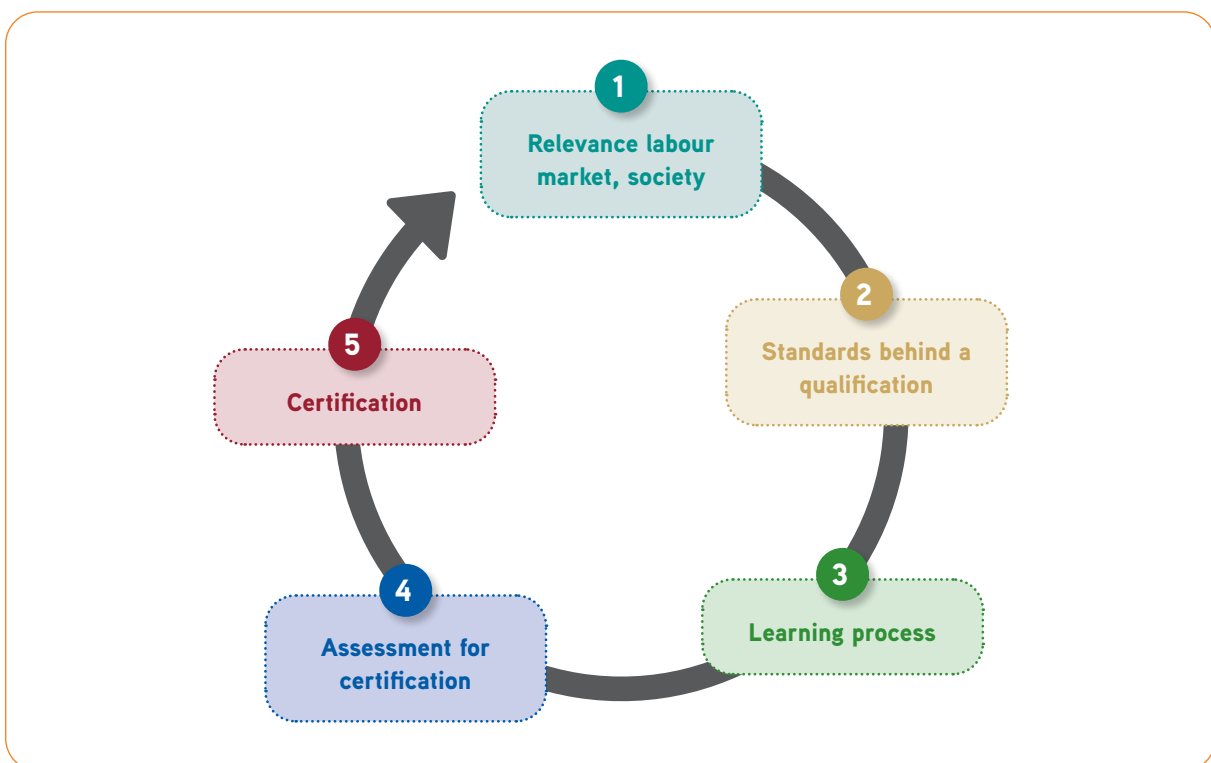 1
Relevance labour
market, society
2
Standards behind a
qualification
3
Learning process
4
Assessment for
certification
5
Certification